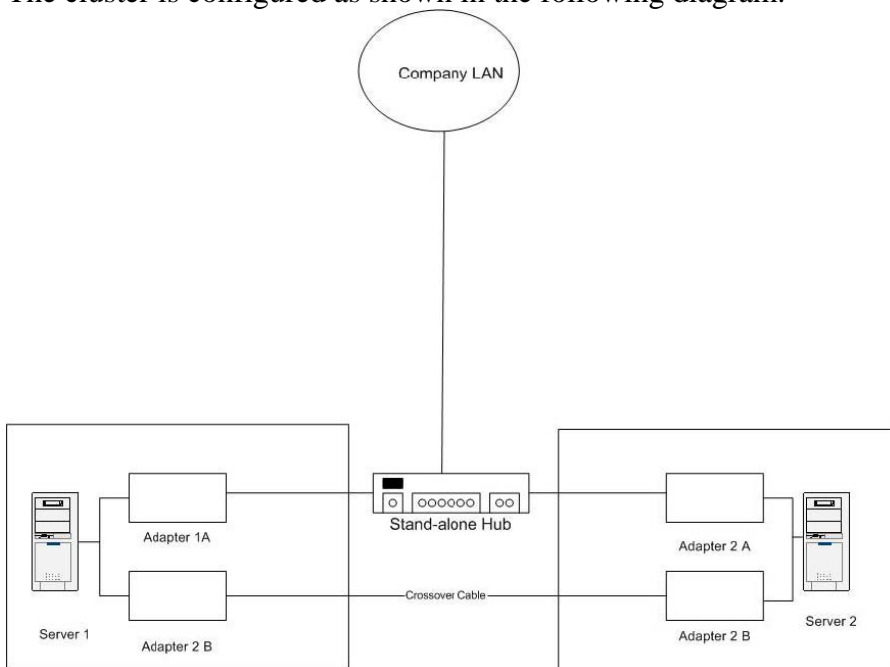 The cluster is configured as shown in the following diagram.
Company LAN
Stand-alone Hub
Adapter 1A
Adapter 2 A
Crossover Cable
Server 1
Adapter 2 B
Adapter 2 B
Server 2